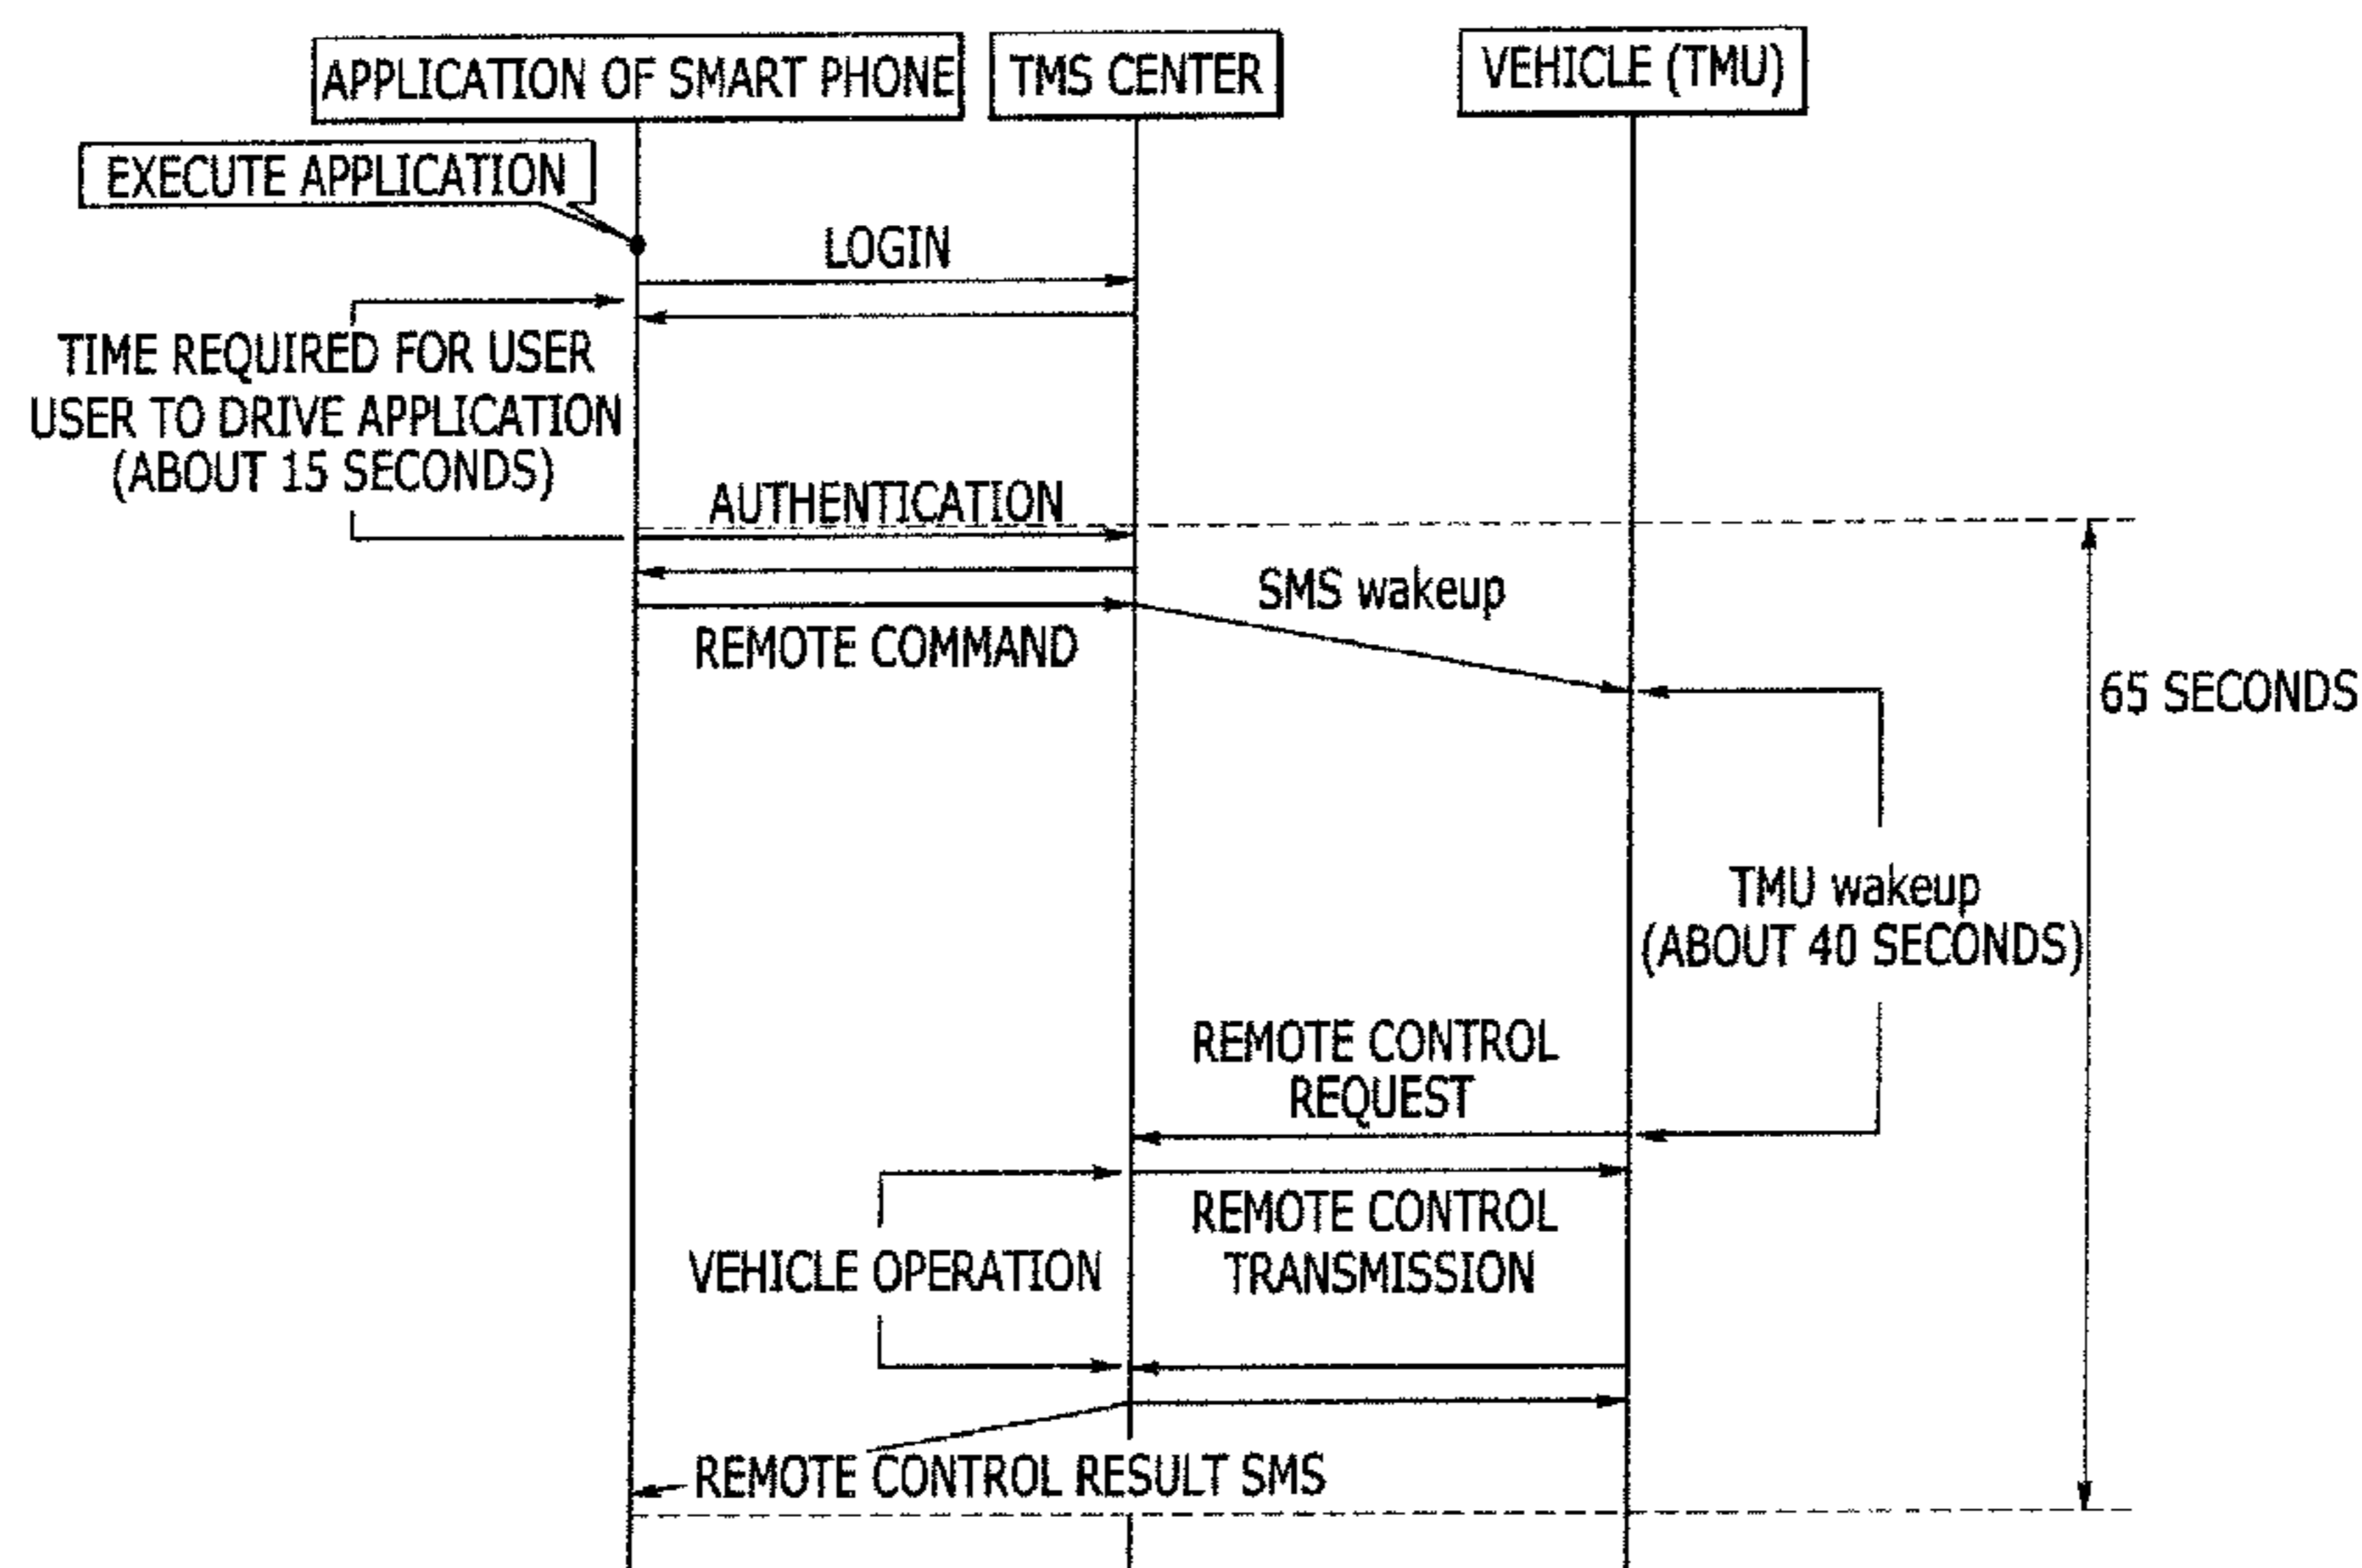 APPLICATION OF SMART PHONE
TMS CENTER
VEHICLE (TMU)
EXECUTE APPLICATION
LOGIN
TIME REQUIRED FOR USER
USER TO DRIVE APPLICATION
(ABOUT 15 SECONDS)
AUTHENTICATION
SMS wakeup
REMOTE COMMAND
65 SECONDS
TMU wakeup
(ABOUT 40 SECONDS)
REMOTE CONTROL
REQUEST
REMOTE CONTROL
TRANSMISSION
VEHICLE OPERATION
REMOTE CONTROL RESULT SMS